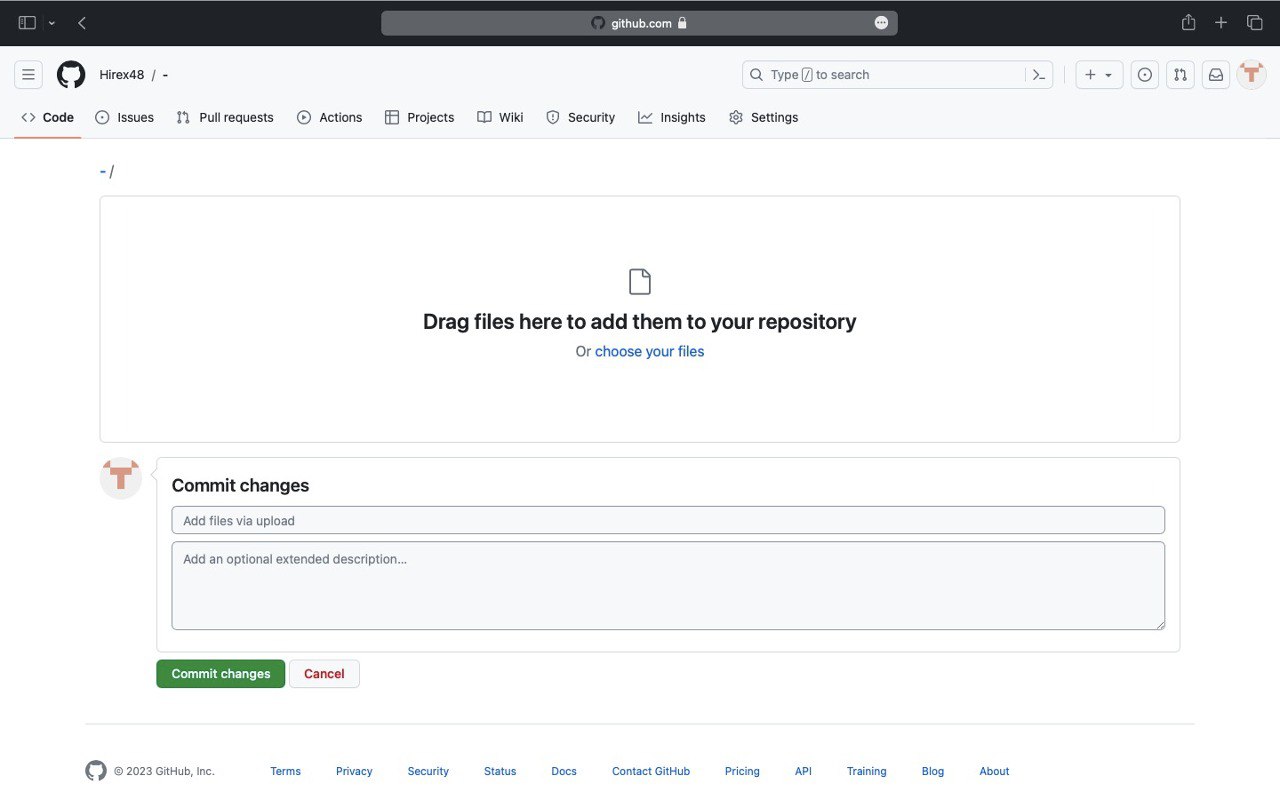 github.com
Hirex48 / -
Type / to search
Code Issues Pull requests Actions Projects Wiki Security Insights Settings
- /
Drag files here to add them to your repository
Or choose your files
Commit changes
Add files via upload
Add an optional extended description...
Commit changes Cancel
© 2023 GitHub, Inc. Terms Privacy Security Status Docs Contact GitHub Pricing API Training Blog About